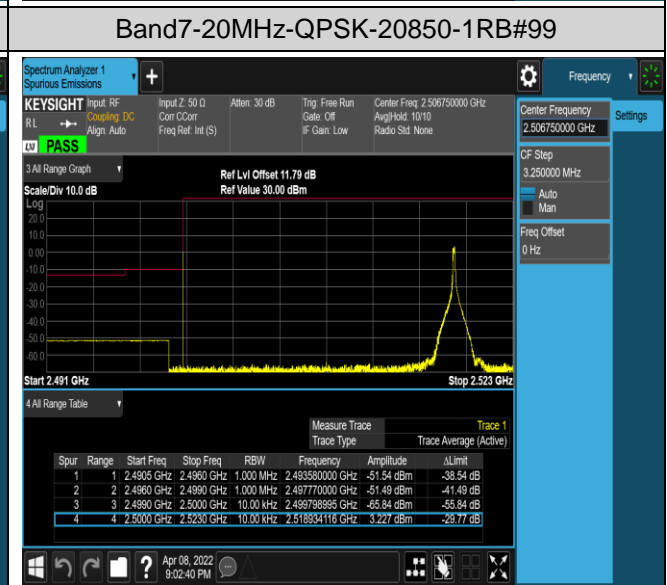 Band7-20MHz-QPSK-20850-1RB#99
Spectrum Analyzer 1
Spurious Emissions
+
Frequency
KEYSIGHT
RL
LXI
PASS
Input: RF
Coupling: DC
Align: Auto
Input Z: 50 Ω
Corr CCorr
Freq Ref: Int (S)
Atten: 30 dB
Trig: Free Run
Gate: Off
IF Gain: Low
Center Freq: 2.506750000 GHz
Avg|Hold: 10/10
Radio Std: None
Center Frequency
2.506750000 GHz
Settings
CF Step
3.250000 MHz
Auto
Man
Freq Offset
0 Hz
3 All Range Graph
Scale/Div 10.0 dB
Ref Lvl Offset 11.79 dB
Ref Value 30.00 dBm
Log
20.0
10.0
0.00
-10.0
-20.0
-30.0
-40.0
-50.0
-60.0
Start 2.491 GHz
Stop 2.523 GHz
4 All Range Table
Measure Trace Trace 1
Trace Type Trace Average (Active)
Spur Range Start Freq Stop Freq RBW Frequency Amplitude ΔLimit
1 1 2.4905 GHz 2.4960 GHz 1.000 MHz 2.493580000 GHz -51.54 dBm -38.54 dB
2 2 2.4960 GHz 2.4990 GHz 1.000 MHz 2.497770000 GHz -51.49 dBm -41.49 dB
3 3 2.4990 GHz 2.5000 GHz 10.00 kHz 2.499798995 GHz -65.84 dBm -55.84 dB
4 4 2.5000 GHz 2.5230 GHz 10.00 kHz 2.518934116 GHz 3.227 dBm -29.77 dB
?
Apr 08, 2022
9:02:40 PM